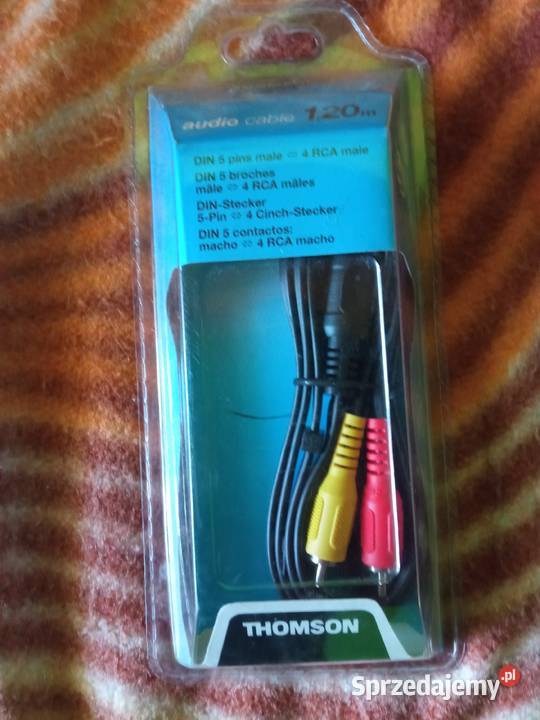 audio cable 1.20m
DIN 5 pins male ⇔ 4 RCA male
DIN 5 broches
mâle ⇔ 4 RCA mâles
DIN-Stecker
5-Pin ⇔ 4 Cinch-Stecker
DIN 5 contactos:
macho ⇔ 4 RCA macho
THOMSON
Sprzedajemy.pl